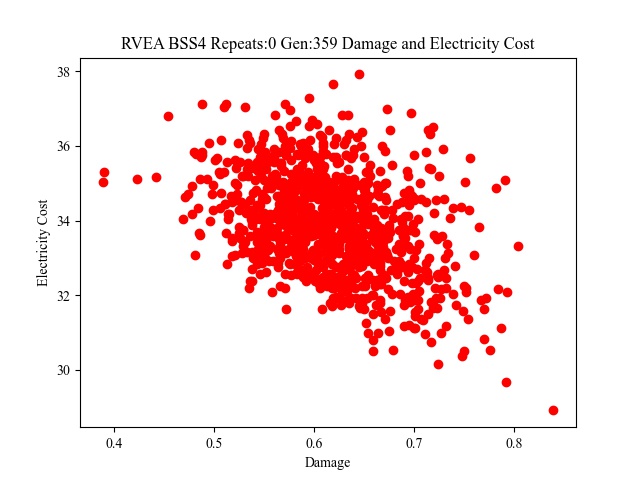 RVEA BSS4 Repeats:0 Gen:359 Damage and Electricity Cost
38
36
34
32
30
Electricity Cost
0.4 0.5 0.6 0.7 0.8
Damage